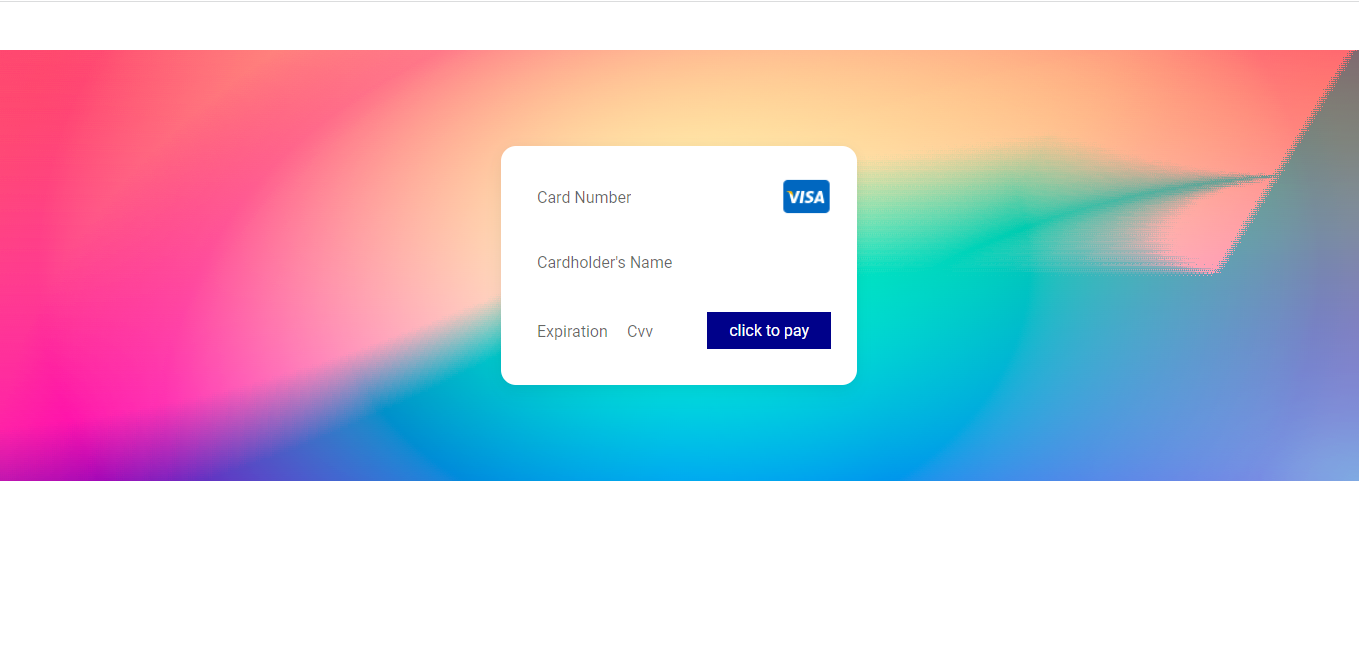 Card Number VISA
Cardholder's Name
Expiration Cvv click to pay